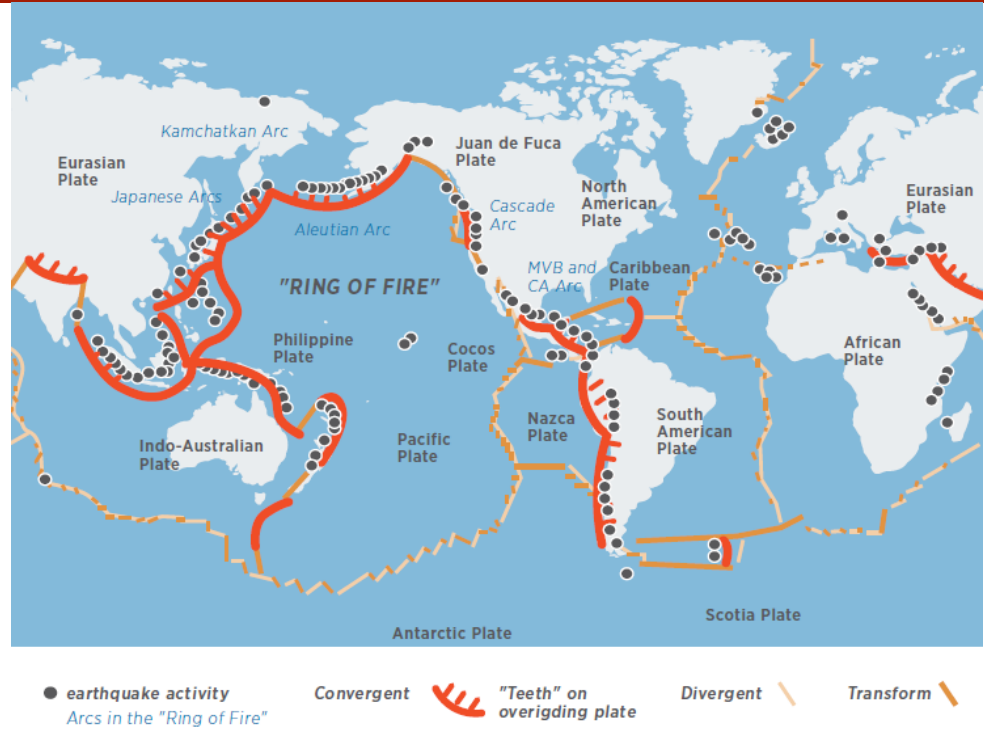 Kamchatkan Arc
Juan de Fuca
Plate
Eurasian
Plate
North
American
Plate
Eurasian
Plate
Japanese Arcs
Cascade
Arc
Aleutian Arc
MVB and
CA Arc
Caribbean
Plate
"RING OF FIRE"
Philippine
Plate
Cocos
Plate
African
Plate
Nazca
Plate
South
American
Plate
Indo-Australian
Plate
Pacific
Plate
Scotia Plate
Antarctic Plate
earthquake activity
Arcs in the "Ring of Fire"
Convergent
"Teeth" on
overigding plate
Divergent
Transform